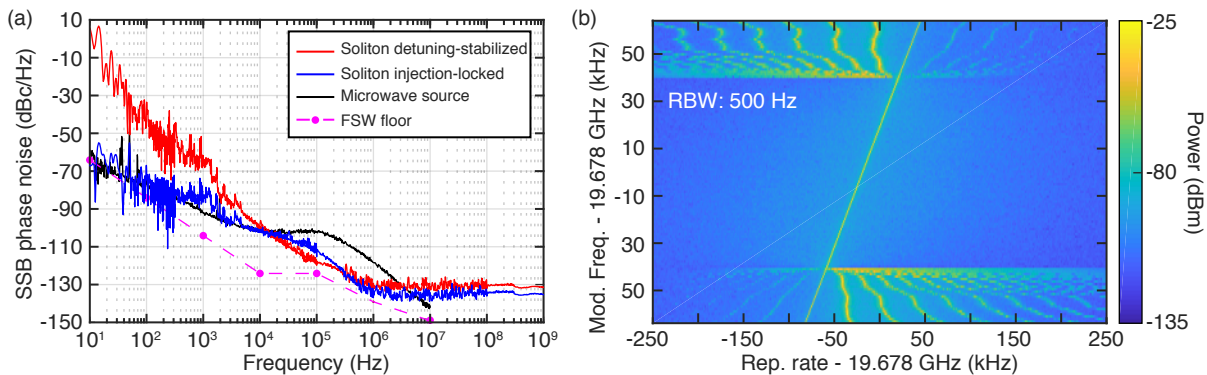 (a)
SSB phase noise (dBc/Hz)
10
-10
-30
-50
-70
-90
-110
-130
-150
Soliton detuning-stabilized
Soliton injection-locked
Microwave source
FSW floor
10^1 10^2 10^3 10^4 10^5 10^6 10^7 10^8 10^9
Frequency (Hz)
(b)
Mod. Freq. - 19.678 GHz (kHz)
50
30
10
-10
30
50
RBW: 500 Hz
-250 -150 -50 50 150 250
Rep. rate - 19.678 GHz (kHz)
-25
-80
-135
Power (dBm)